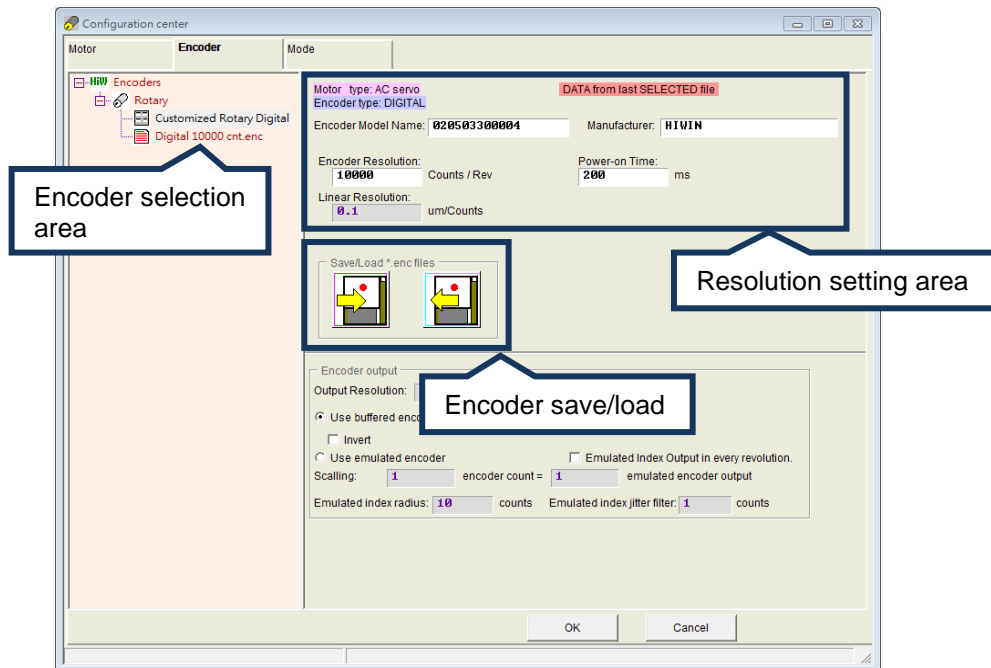 Configuration center
Motor Encoder Mode
HiW Encoders
Rotary
Customized Rotary Digital
Digital 10000 cnt.enc
Encoder selection
area
Motor type: AC servo DATA from last SELECTED file
Encoder type: DIGITAL
Encoder Model Name: 020503300004 Manufacturer: HIWIN
Encoder Resolution: Power-on Time:
10000 Counts / Rev 200 ms
Linear Resolution:
0.1 um/Counts
Resolution setting area
Save/Load *.enc files
Encoder save/load
Encoder output
Output Resolution:
Use buffered
Invert
Use emulated encoder Emulated Index Output in every revolution.
Scalling: 1 encoder count = 1 emulated encoder output
Emulated index radius: 10 counts Emulated index jitter filter: 1 counts
OK Cancel